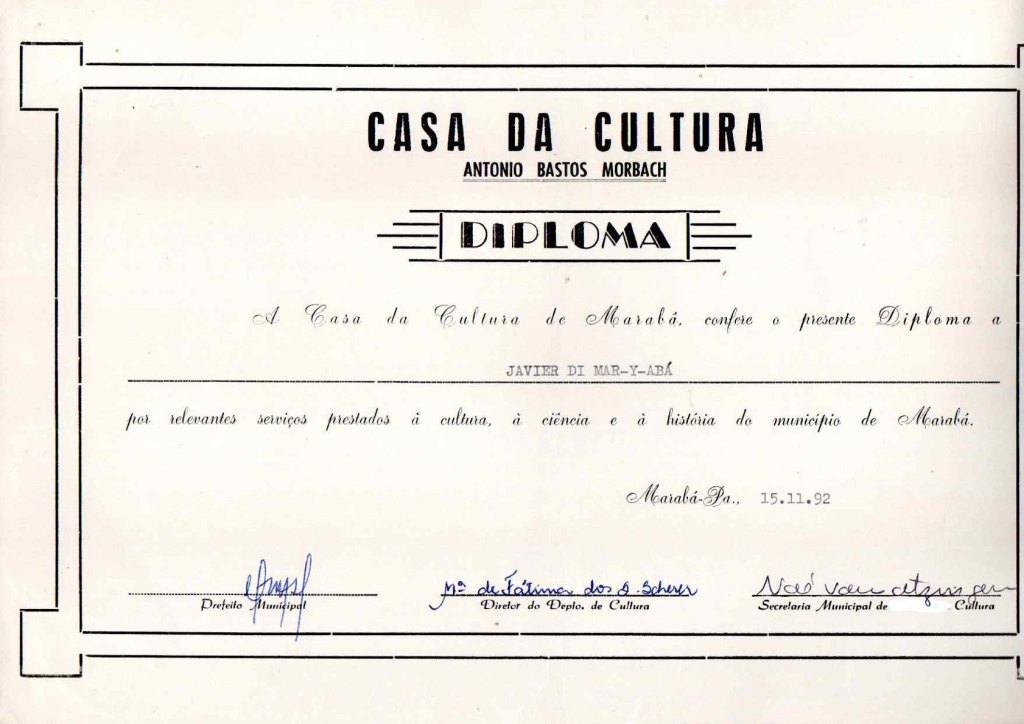 CASA DA CULTURA
ANTONIO BASTOS MORBACH
DIPLOMA
A Casa da Cultura de Marabá, confere o presente Diploma a
JAVIER DI MAR-Y-ABÁ
por relevantes serviços prestados à cultura, à ciência e à história do município de Marabá.
Marabá-Pa., 15.11.92
Mª de Fátima dos S. Scherer
Prefeito Municipal
Diretor do Depto. de Cultura
Secretaria Municipal de Cultura